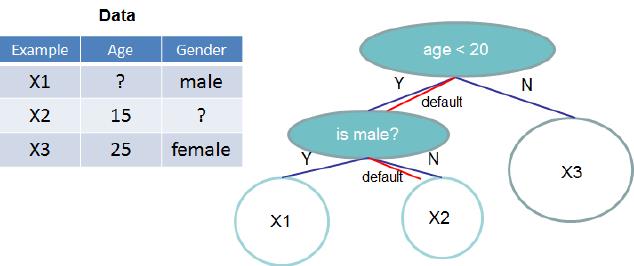 Data
Example Age Gender
X1 ? male
X2 15 ?
X3 25 female
age < 20
Y N
default
is male?
Y N
default
X1 X2 X3